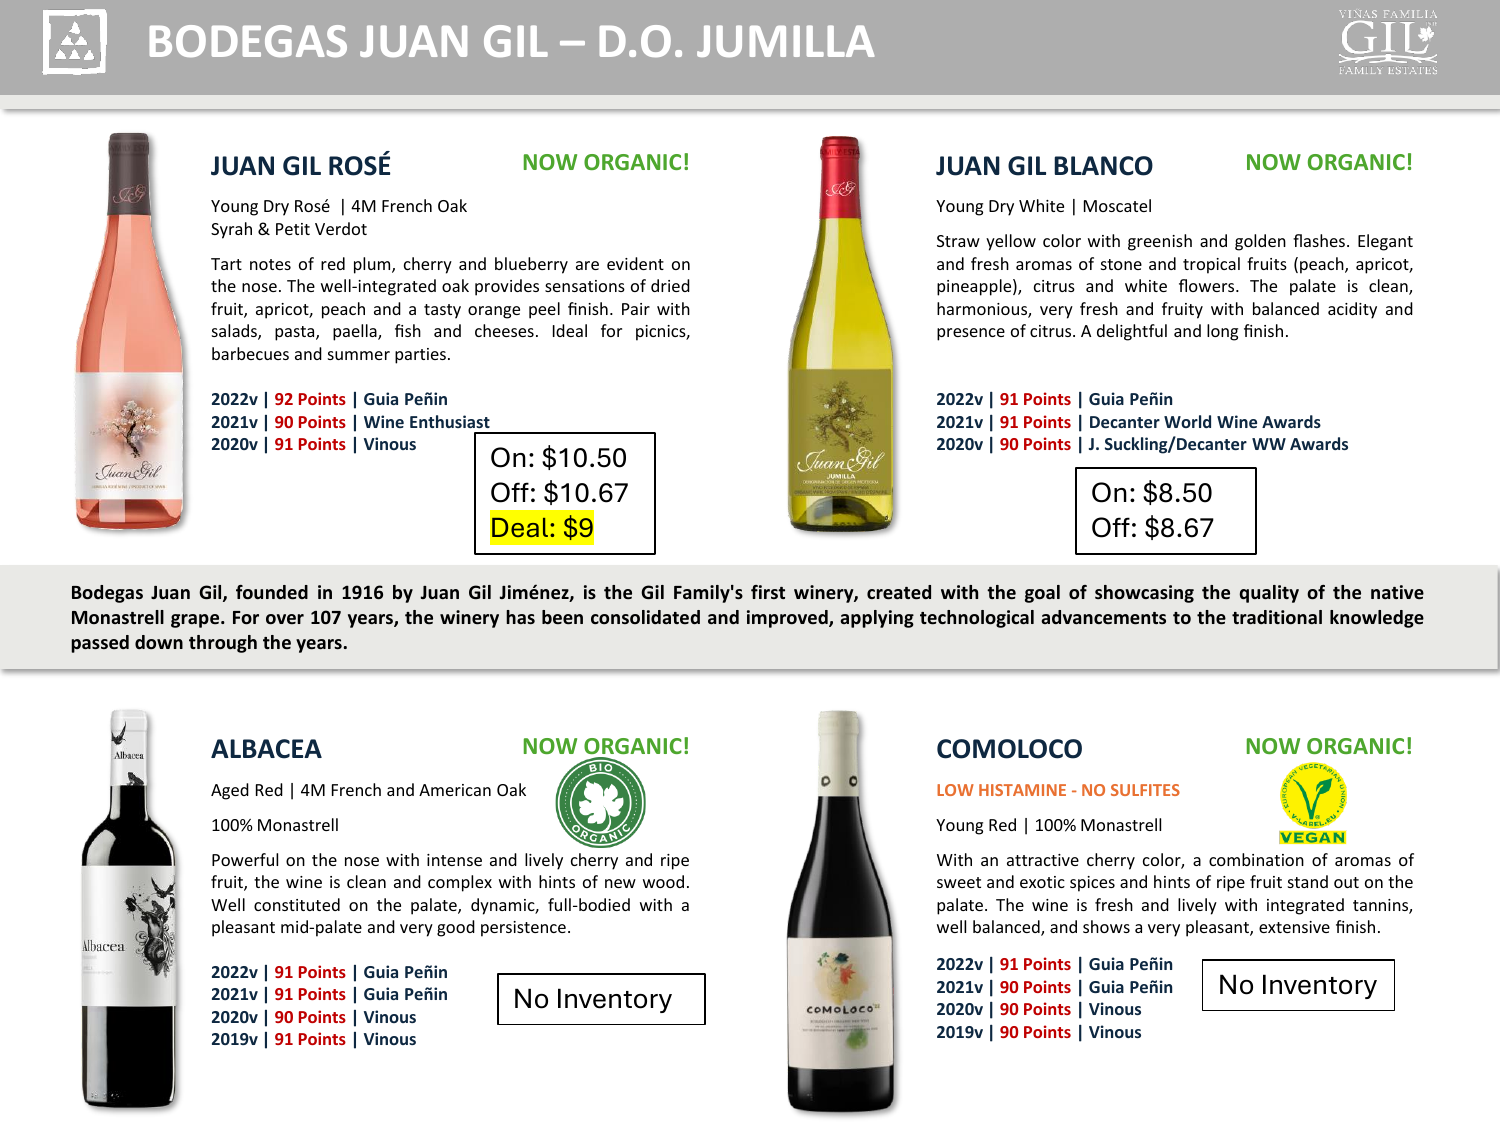 BODEGAS JUAN GIL – D.O. JUMILLA
VIÑAS FAMILIA
GIL
FAMILY ESTATES
JUAN GIL ROSÉ
NOW ORGANIC!
Young Dry Rosé | 4M French Oak
Syrah & Petit Verdot
Tart notes of red plum, cherry and blueberry are evident on
the nose. The well-integrated oak provides sensations of dried
fruit, apricot, peach and a tasty orange peel finish. Pair with
salads, pasta, paella, fish and cheeses. Ideal for picnics,
barbecues and summer parties.
2022v | 92 Points | Guia Peñin
2021v | 90 Points | Wine Enthusiast
2020v | 91 Points | Vinous
On: $10.50
Off: $10.67
Deal: $9
Juan Gil
JUAN GIL BLANCO
NOW ORGANIC!
Young Dry White | Moscatel
Straw yellow color with greenish and golden flashes. Elegant
and fresh aromas of stone and tropical fruits (peach, apricot,
pineapple), citrus and white flowers. The palate is clean,
harmonious, very fresh and fruity with balanced acidity and
presence of citrus. A delightful and long finish.
2022v | 91 Points | Guia Peñin
2021v | 91 Points | Decanter World Wine Awards
2020v | 90 Points | J. Suckling/Decanter WW Awards
On: $8.50
Off: $8.67
Juan Gil
JUMILLA
Bodegas Juan Gil, founded in 1916 by Juan Gil Jiménez, is the Gil Family's first winery, created with the goal of showcasing the quality of the native
Monastrell grape. For over 107 years, the winery has been consolidated and improved, applying technological advancements to the traditional knowledge
passed down through the years.
ALBACEA
NOW ORGANIC!
BIO
ORGANIC
Aged Red | 4M French and American Oak
100% Monastrell
Powerful on the nose with intense and lively cherry and ripe
fruit, the wine is clean and complex with hints of new wood.
Well constituted on the palate, dynamic, full-bodied with a
pleasant mid-palate and very good persistence.
2022v | 91 Points | Guia Peñin
2021v | 91 Points | Guia Peñin
2020v | 90 Points | Vinous
2019v | 91 Points | Vinous
No Inventory
Albacea
Albacea
COMOLOCO
NOW ORGANIC!
LOW HISTAMINE - NO SULFITES
EUROPEAN VEGETARIAN UNION
V-LABEL.EU
VEGAN
Young Red | 100% Monastrell
With an attractive cherry color, a combination of aromas of
sweet and exotic spices and hints of ripe fruit stand out on the
palate. The wine is fresh and lively with integrated tannins,
well balanced, and shows a very pleasant, extensive finish.
2022v | 91 Points | Guia Peñin
2021v | 90 Points | Guia Peñin
2020v | 90 Points | Vinous
2019v | 90 Points | Vinous
No Inventory
COMOLOCO